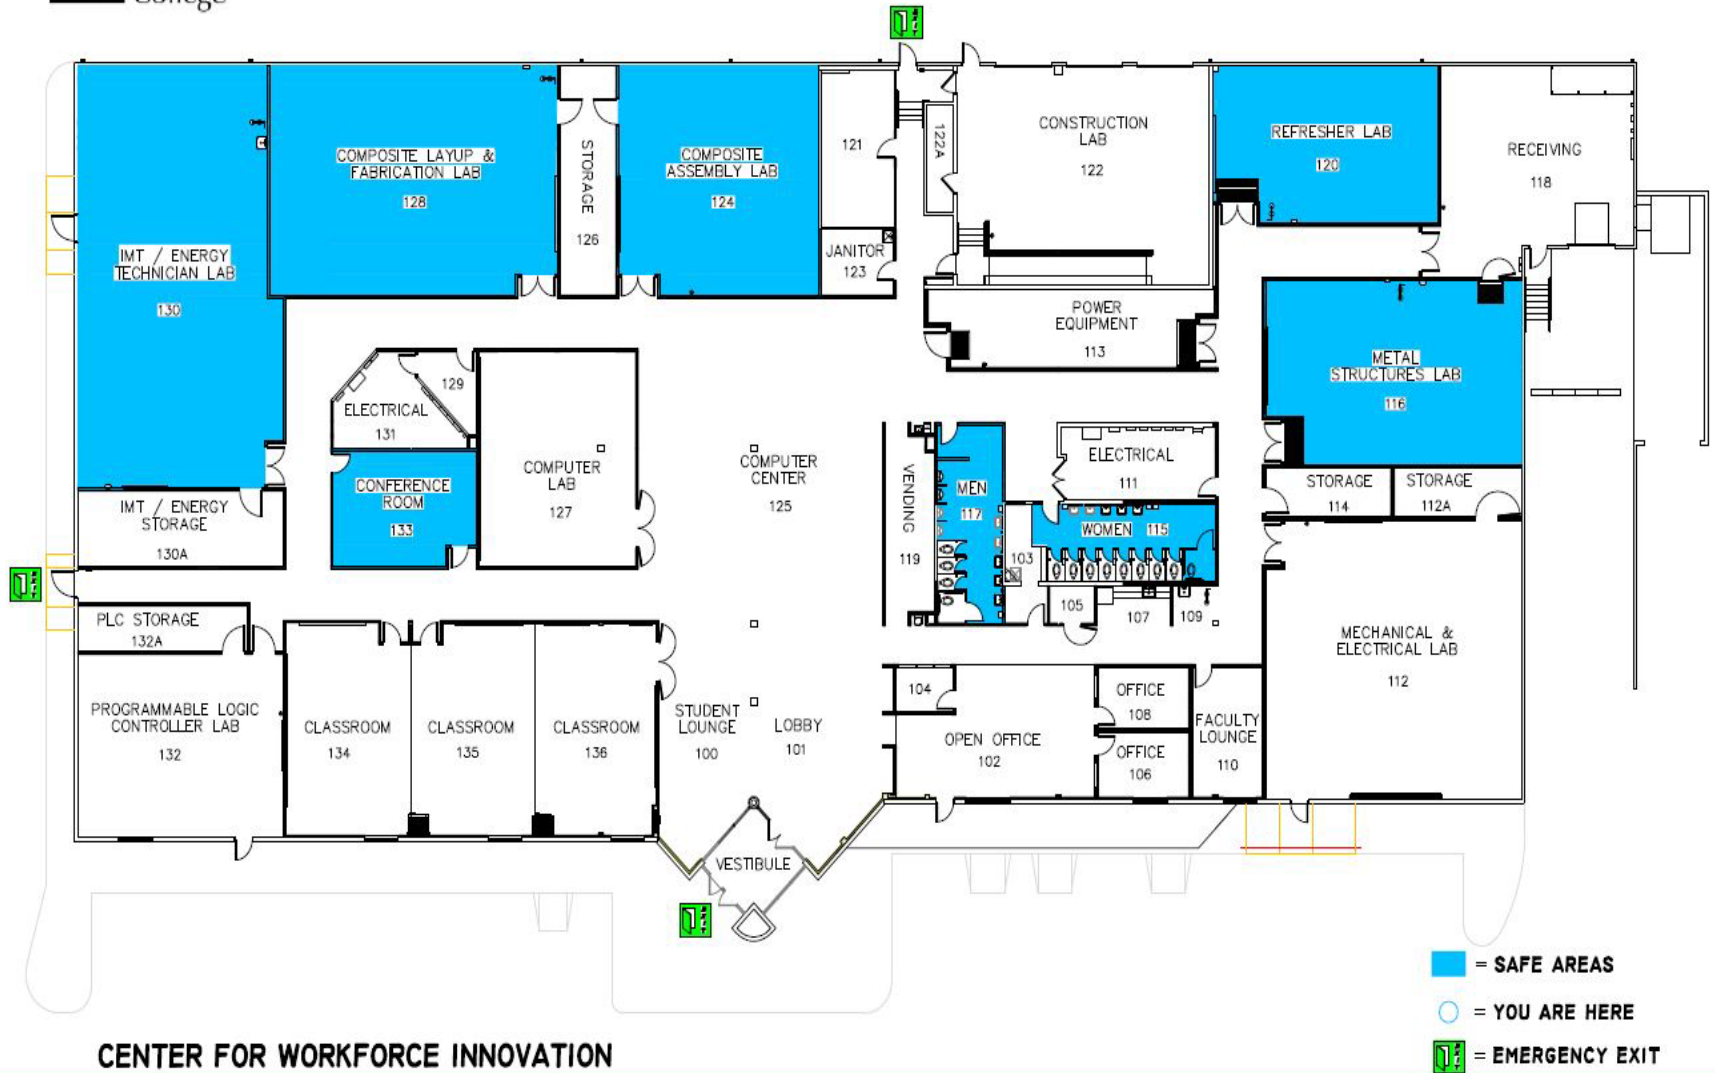 College
COMPOSITE LAYUP &
FABRICATION LAB
128
STORAGE
126
COMPOSITE
ASSEMBLY LAB
124
121
JANITOR
123
122A
CONSTRUCTION
LAB
122
REFRESHER LAB
120
RECEIVING
118
IMT / ENERGY
TECHNICIAN LAB
130
POWER
EQUIPMENT
113
METAL
STRUCTURES LAB
116
129
ELECTRICAL
131
CONFERENCE
ROOM
133
COMPUTER
LAB
127
COMPUTER
CENTER
125
VENDING
119
MEN
117
ELECTRICAL
111
WOMEN 115
103
105
107
109
STORAGE
114
STORAGE
112A
IMT / ENERGY
STORAGE
130A
PLC STORAGE
132A
PROGRAMMABLE LOGIC
CONTROLLER LAB
132
CLASSROOM
134
CLASSROOM
135
CLASSROOM
136
STUDENT
LOUNGE
100
LOBBY
101
104
OPEN OFFICE
102
OFFICE
108
OFFICE
106
FACULTY
LOUNGE
110
MECHANICAL &
ELECTRICAL LAB
112
VESTIBULE
= SAFE AREAS
= YOU ARE HERE
= EMERGENCY EXIT
CENTER FOR WORKFORCE INNOVATION